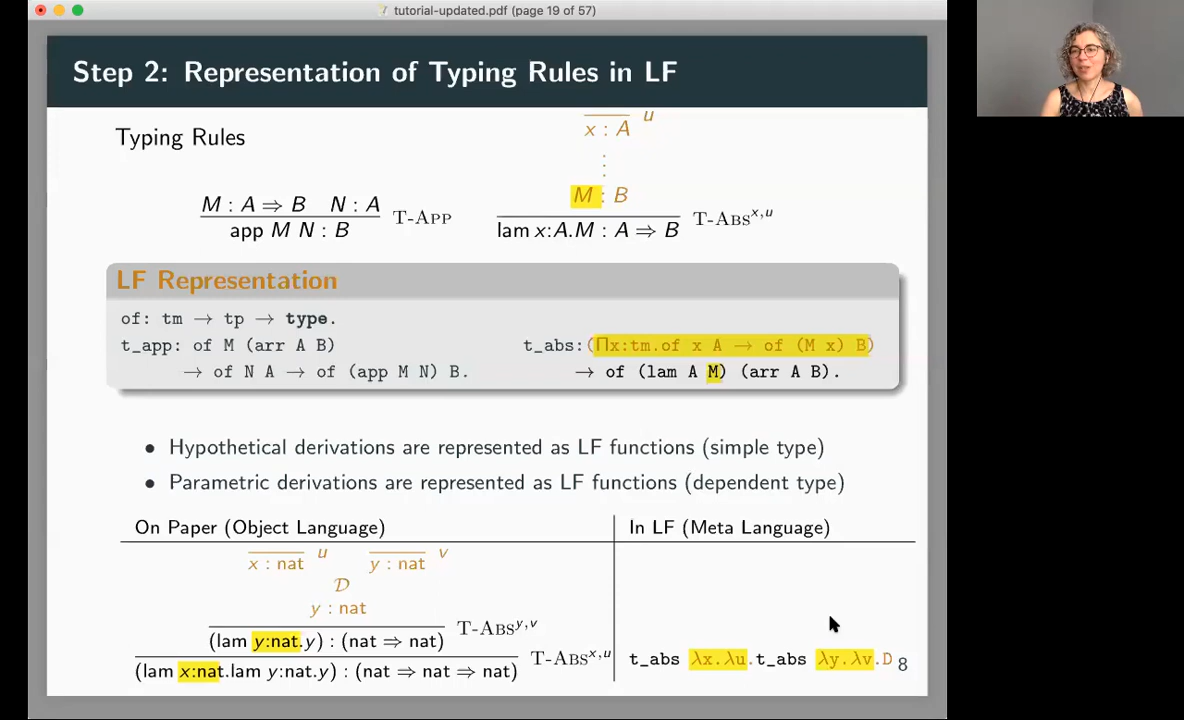 tutorial-updated.pdf (page 19 of 57)
Step 2: Representation of Typing Rules in LF
Typing Rules
x : A u
⋮
M : B
M : A ⇒ B N : A T-App
app M N : B
lam x:A.M : A ⇒ B T-Abs^x,u
LF Representation
of: tm → tp → type.
t_app: of M (arr A B)
→ of N A → of (app M N) B.
t_abs:(Πx:tm.of x A → of (M x) B)
→ of (lam A M) (arr A B).
• Hypothetical derivations are represented as LF functions (simple type)
• Parametric derivations are represented as LF functions (dependent type)
On Paper (Object Language) In LF (Meta Language)
x : nat u y : nat v
D
y : nat
(lam y:nat.y) : (nat ⇒ nat) T-Abs^y,v
(lam x:nat.lam y:nat.y) : (nat ⇒ nat ⇒ nat) T-Abs^x,u t_abs λx.λu.t_abs λy.λv.D
8